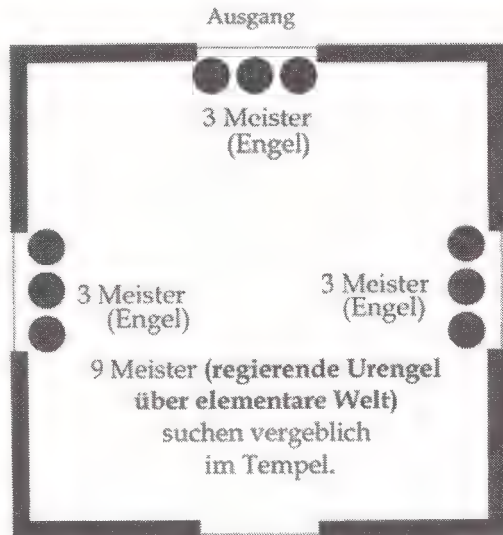 Ausgang
3 Meister
(Engel)
3 Meister
(Engel)
3 Meister
(Engel)
9 Meister (regierende Urengel
über elementare Welt)
suchen vergeblich
im Tempel.